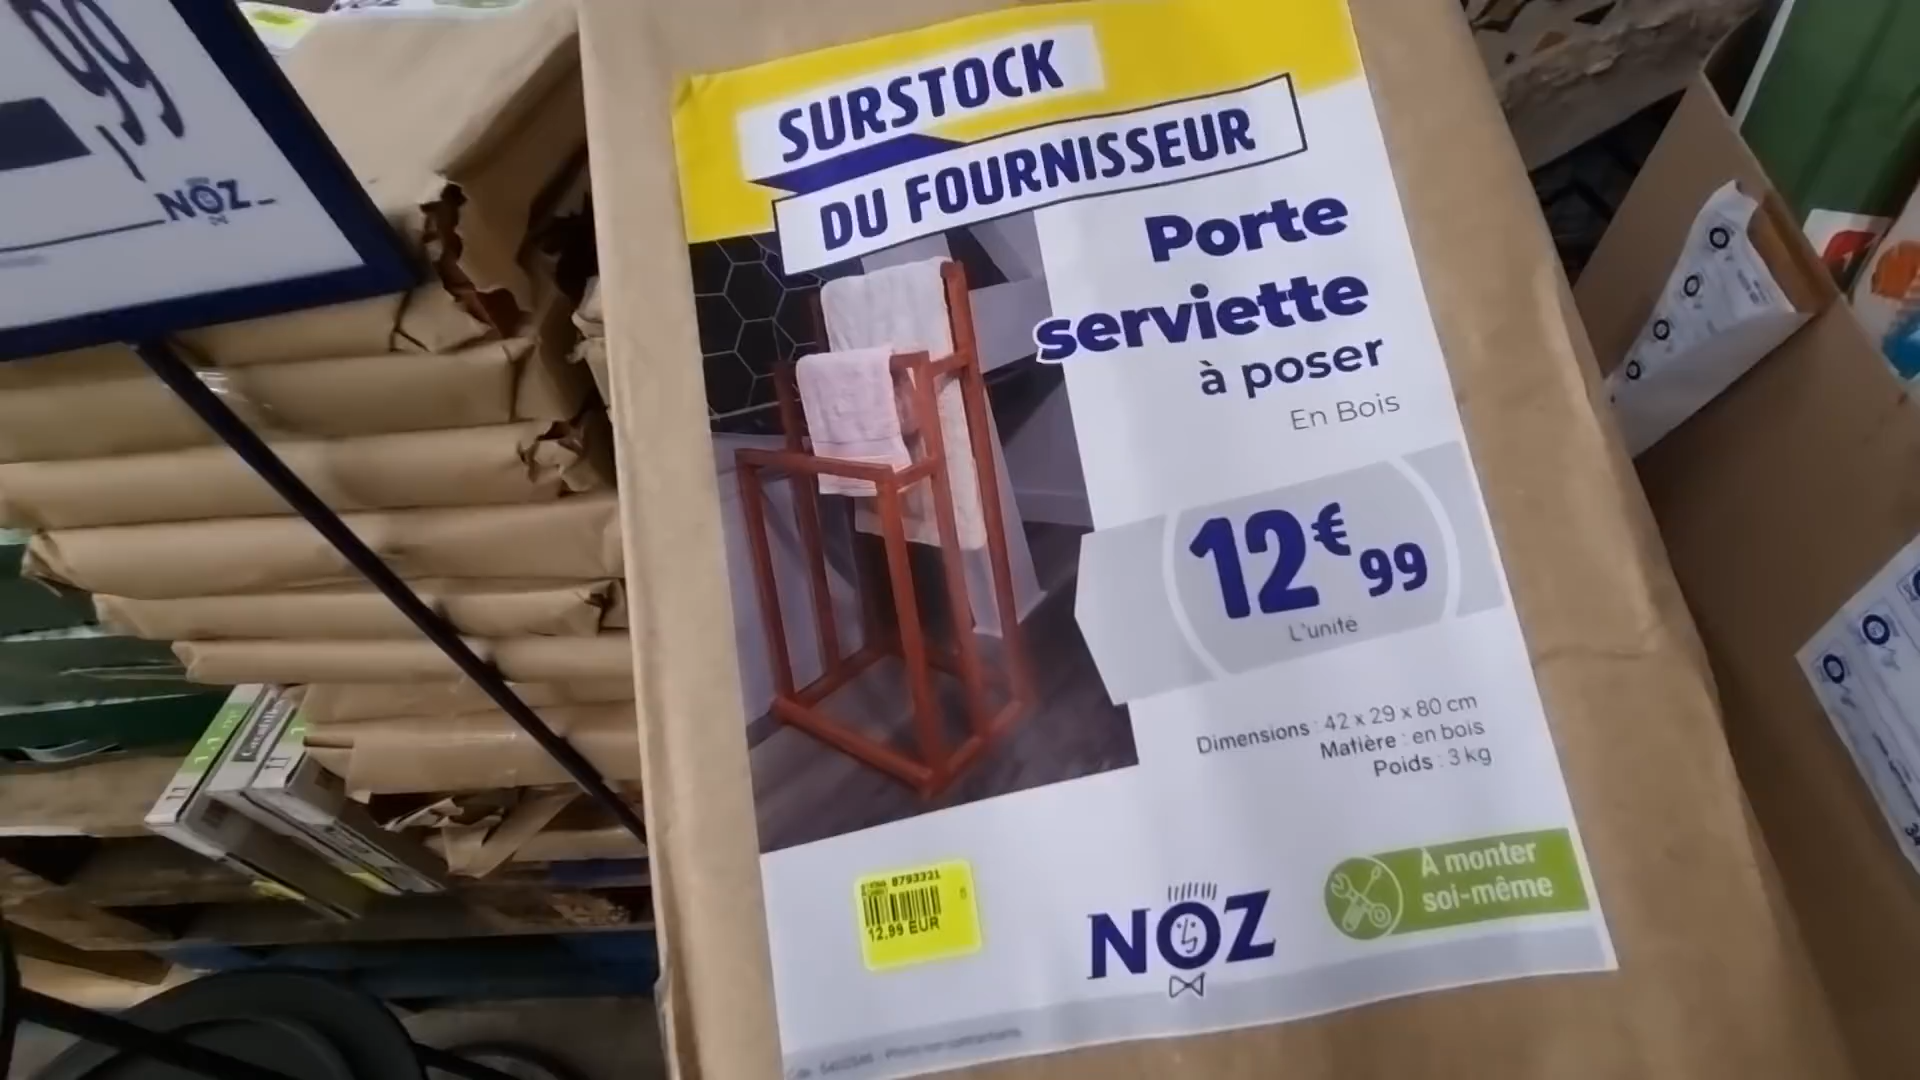 99
NOZ
SURSTOCK
DU FOURNISSEUR
Porte
serviette
à poser
En Bois
12€99
L'unité
Dimensions : 42 x 29 x 80 cm
Matière : en bois
Poids : 3 kg
8793321
12.99 EUR
NOZ
À monter
soi-même